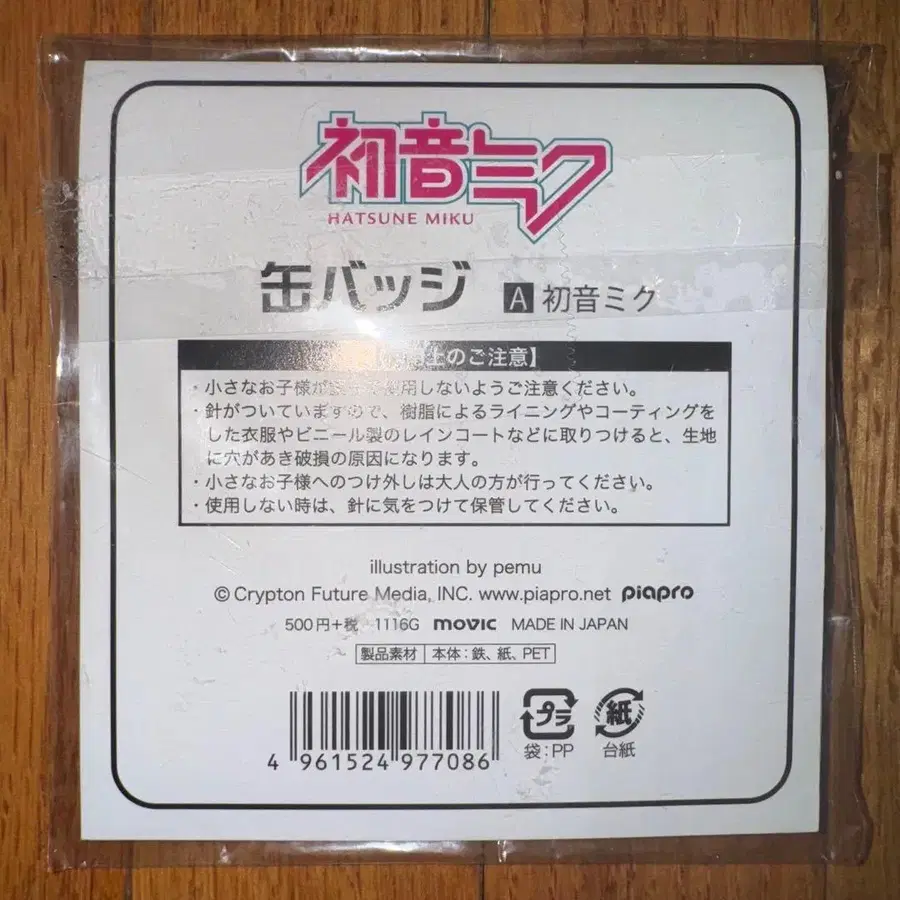 初音ミク
HATSUNE MIKU
缶バッジ A 初音ミク
上のご注意】
・小さなお子様が 使用しないようご注意ください。
・針がついていますので、樹脂によるライニングやコーティングを
した衣服やビニール製のレインコートなどに取りつけると、生地
に穴があき破損の原因になります。
・小さなお子様へのつけ外しは大人の方が行ってください。
・使用しない時は、針に気をつけて保管してください。
illustration by pemu
© Crypton Future Media, INC. www.piapro.net piapro
500円+税 1116G movic MADE IN JAPAN
製品素材 本体:鉄、紙、PET
プラ 紙
袋:PP 台紙
4 961524 977086